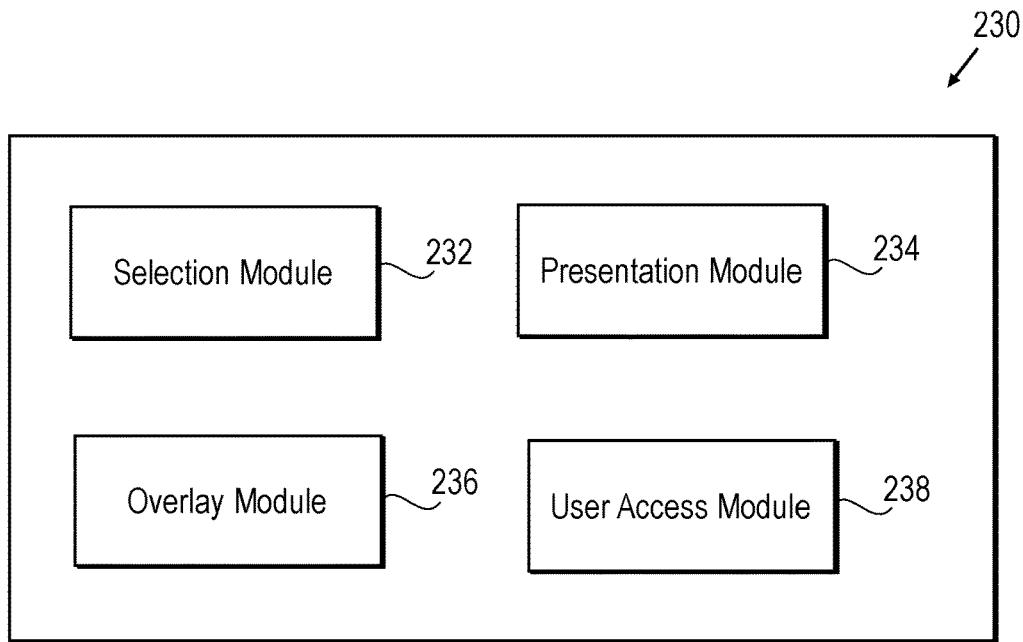 230
Selection Module
232
Presentation Module
234
Overlay Module
236
User Access Module
238